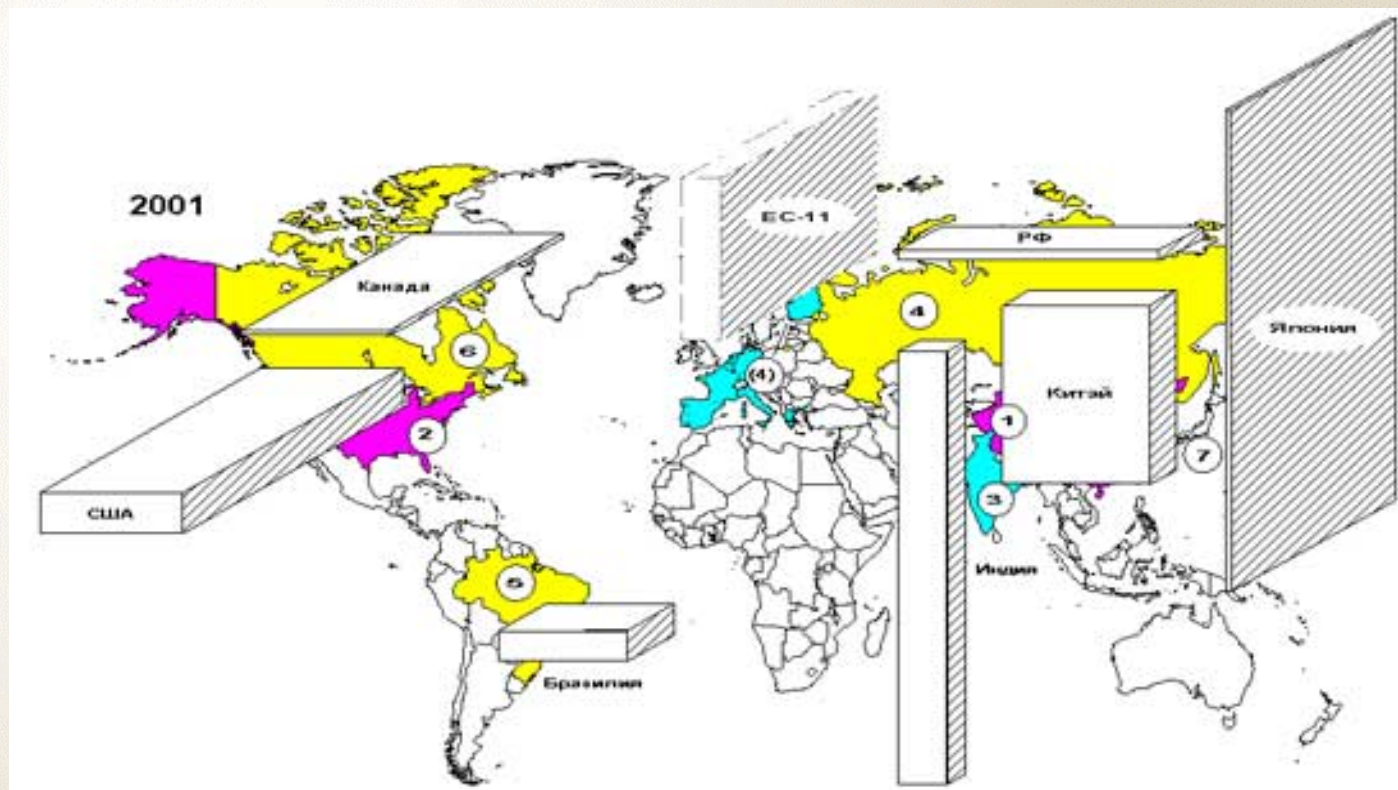 2001
ЕС-11
РФ
Канада
4
Япония
6
(4)
Китай
1
2
7
США
3
Индия
5
Бразилия